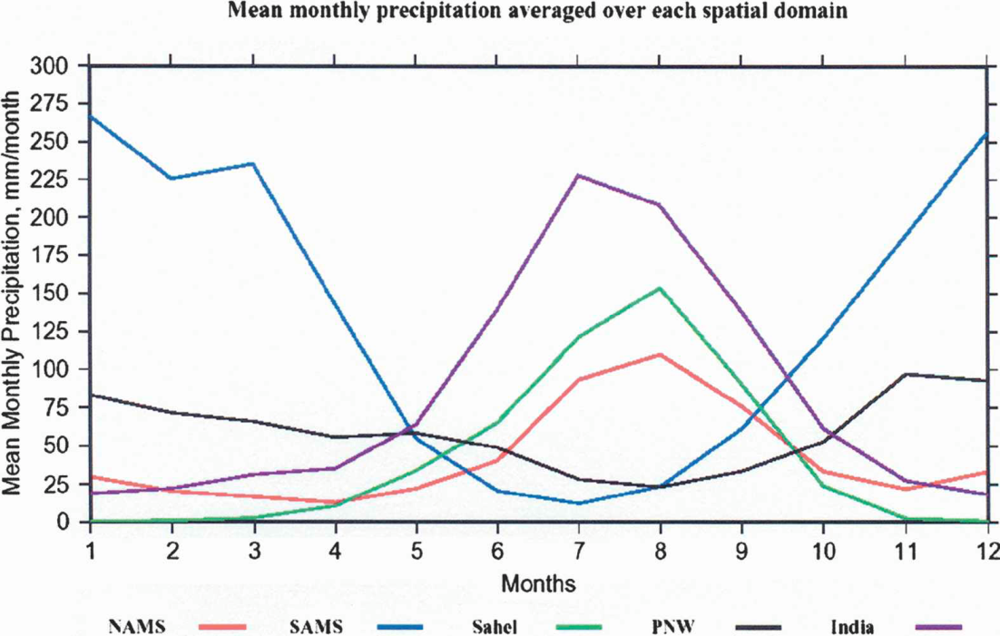 Mean monthly precipitation averaged over each spatial domain
300
275
250
225
200
175
150
125
100
75
50
25
0
Mean Monthly Precipitation, mm/month
1 2 3 4 5 6 7 8 9 10 11 12
Months
NAMS SAMS Sahel PNW India